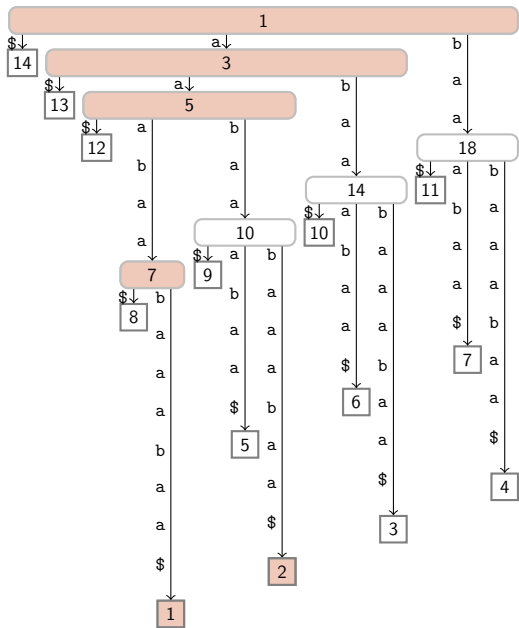 1
$ a b
14 3
$ a b a
13 5
$ a b a a
12 18
b a a $ a b
14 11
a a $ a b b a
10 10
a $ a b b a a a
7 9
$ b b a a a a a
8
a a a a a $ b
7
a a a $ b a
6
a $ b a a
5
b a a $
4
a a $
3
a $
2
$
1